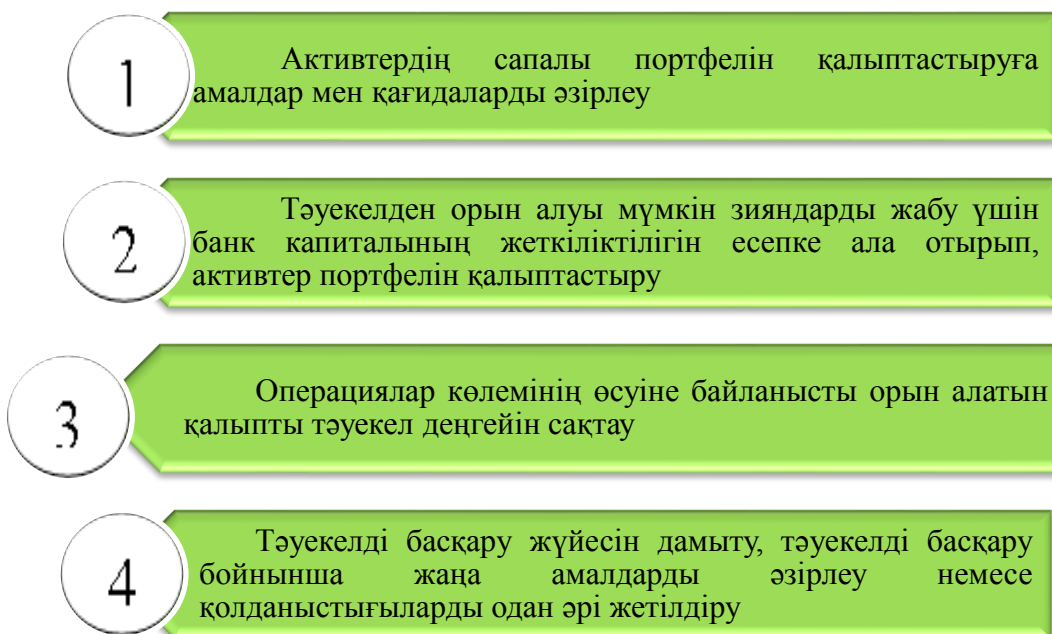 1
Активтердің сапалы портфелін қалыптастыруға
амалдар мен қағидаларды әзірлеу
2
Тәуекелден орын алуы мүмкін зияндарды жабу үшін
банк капиталының жеткіліктілігін есепке ала отырып,
активтер портфелін қалыптастыру
3
Операциялар көлемінің өсуіне байланысты орын алатын
қалыпты тәуекел деңгейін сақтау
4
Тәуекелді басқару жүйесін дамыту, тәуекелді басқару
бойнынша жаңа амалдарды әзірлеу немесе
қолданыстығыларды одан әрі жетілдіру